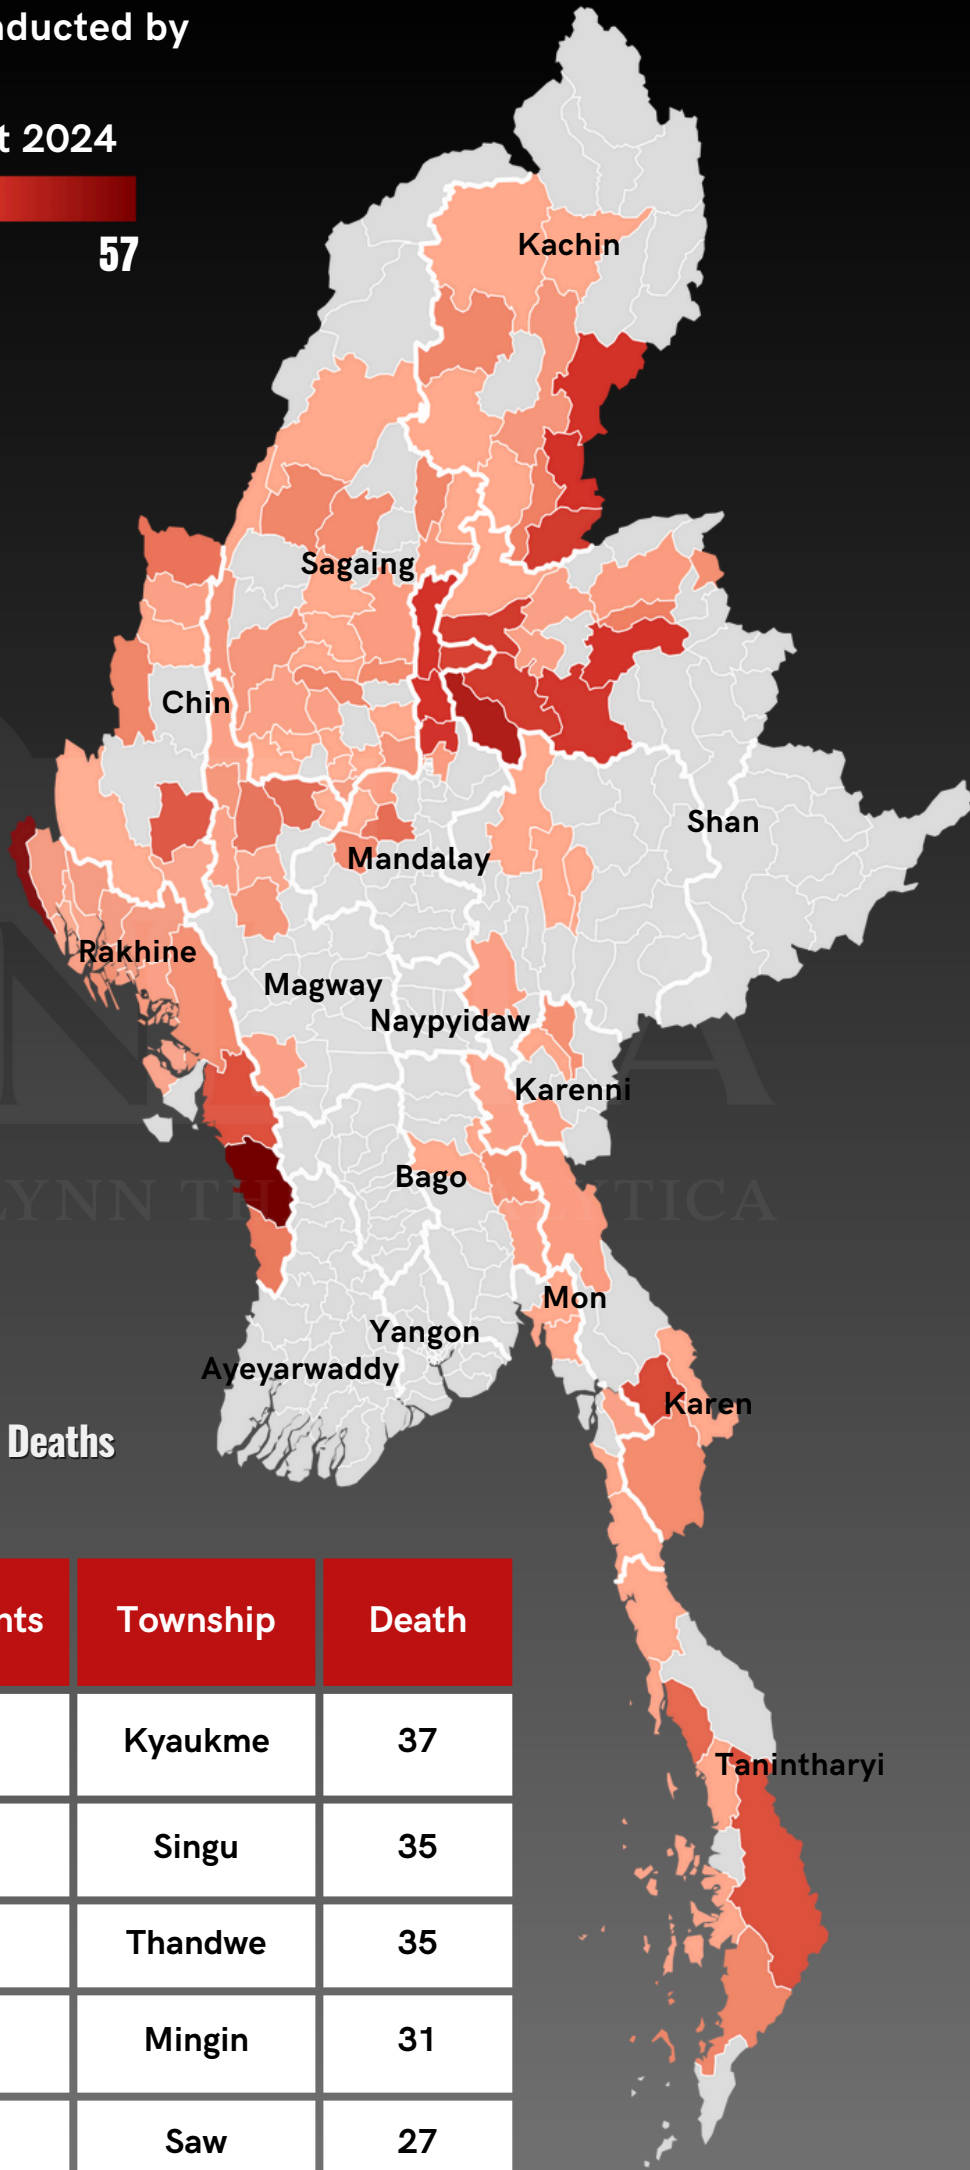 nducted by
t 2024
57
Kachin
Sagaing
Chin
Shan
Mandalay
Rakhine
Magway
Naypyidaw
Karenni
Bago
Mon
Yangon
Ayeyarwaddy
Karen
Deaths
nts Township Death
Kyaukme 37
Singu 35
Thandwe 35
Tanintharyi
Mingin 31
Saw 27